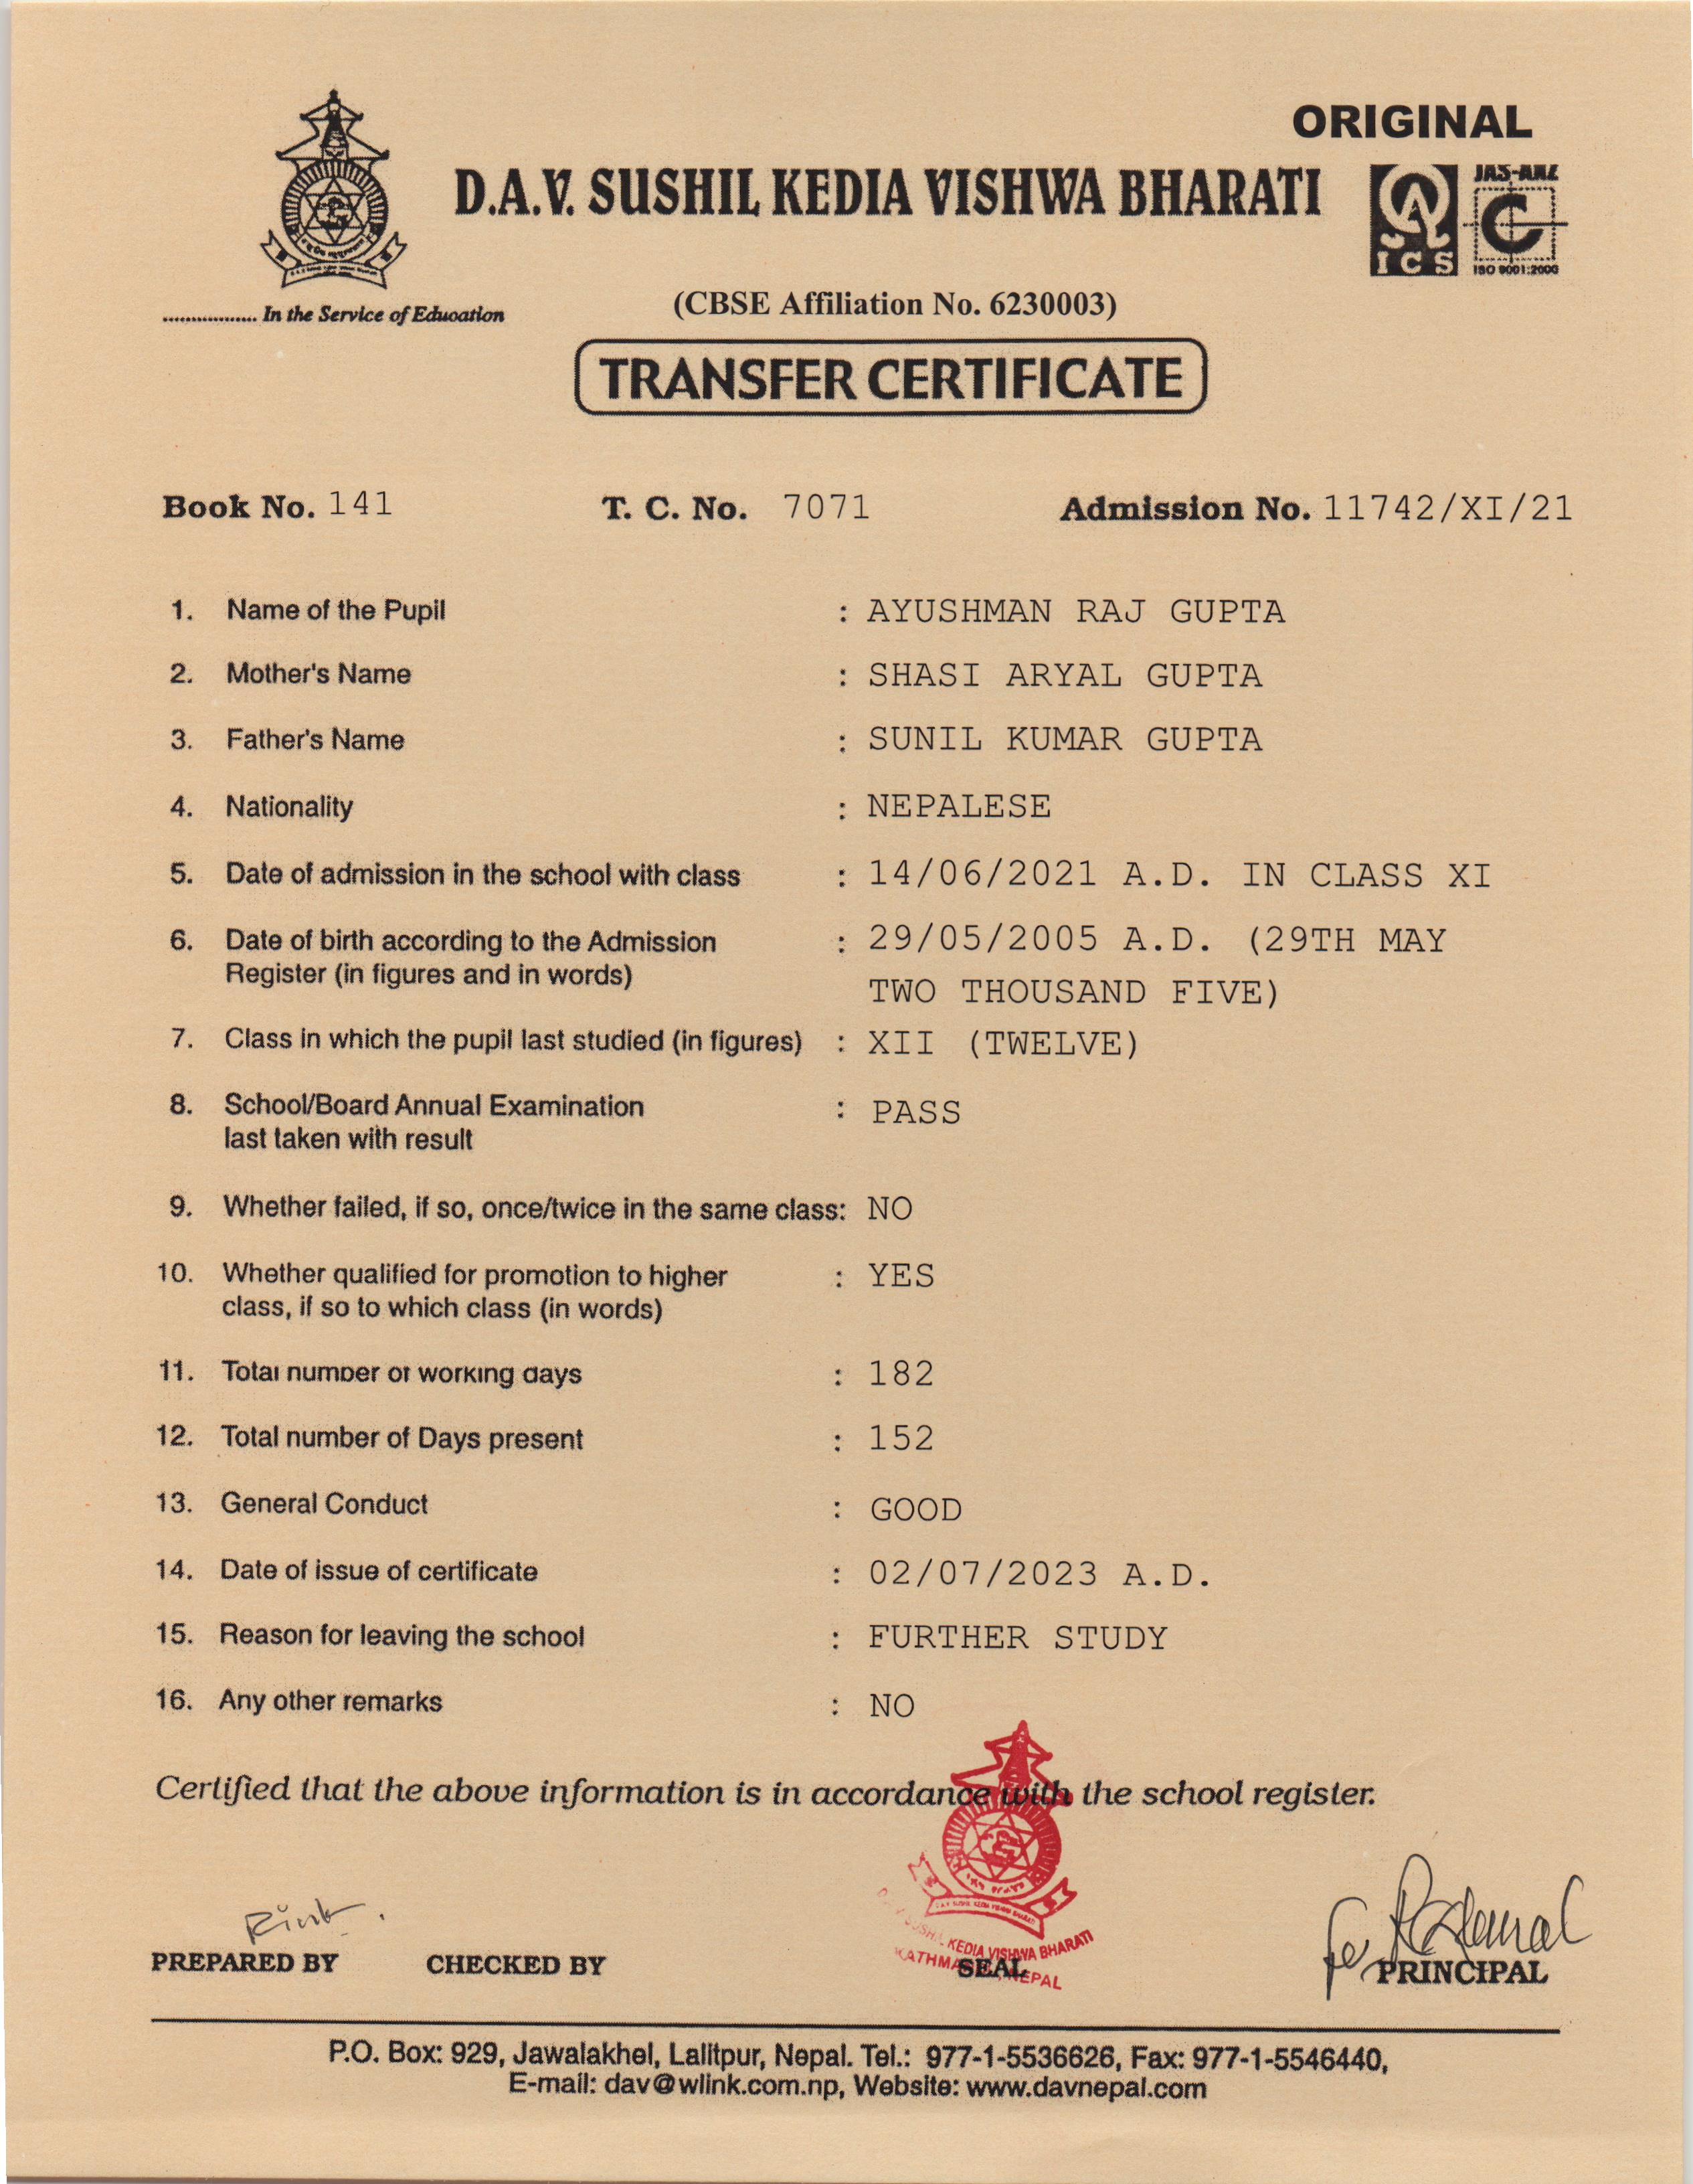 ORIGINAL
D.A.V. SUSHIL KEDIA VISHWA BHARATI
JAS-ANZ
ICS
ISO 9001:2000
.................. In the Service of Education
(CBSE Affiliation No. 6230003)
TRANSFER CERTIFICATE
Book No. 141 T. C. No. 7071 Admission No. 11742/XI/21
1. Name of the Pupil : AYUSHMAN RAJ GUPTA
2. Mother's Name : SHASI ARYAL GUPTA
3. Father's Name : SUNIL KUMAR GUPTA
4. Nationality : NEPALESE
5. Date of admission in the school with class : 14/06/2021 A.D. IN CLASS XI
6. Date of birth according to the Admission : 29/05/2005 A.D. (29TH MAY
Register (in figures and in words) TWO THOUSAND FIVE)
7. Class in which the pupil last studied (in figures) : XII (TWELVE)
8. School/Board Annual Examination : PASS
last taken with result
9. Whether failed, if so, once/twice in the same class: NO
10. Whether qualified for promotion to higher : YES
class, if so to which class (in words)
11. Total number of working days : 182
12. Total number of Days present : 152
13. General Conduct : GOOD
14. Date of issue of certificate : 02/07/2023 A.D.
15. Reason for leaving the school : FURTHER STUDY
16. Any other remarks : NO
Certified that the above information is in accordance with the school register.
KEDIA VISHWA BHARATI
NEPAL
PREPARED BY CHECKED BY SEAL PRINCIPAL
P.O. Box: 929, Jawalakhel, Lalitpur, Nepal. Tel.: 977-1-5536626, Fax: 977-1-5546440,
E-mail: dav@wlink.com.np, Website: www.davnepal.com